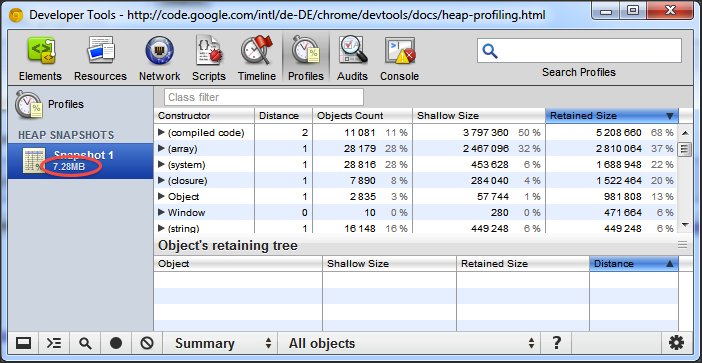 Developer Tools - http://code.google.com/intl/de-DE/chrome/devtools/docs/heap-profiling.html
Elements Resources Network Scripts Timeline Profiles Audits Console Search Profiles
Profiles
Class filter
HEAP SNAPSHOTS
Snapshot 1
7.28MB
Constructor Distance Objects Count Shallow Size Retained Size
(compiled code) 2 11 081 11 % 3 797 360 50 % 5 208 660 68 %
(array) 1 28 179 28 % 2 467 096 32 % 2 810 064 37 %
(system) 1 28 816 28 % 453 628 6 % 1 688 948 22 %
(closure) 1 7 890 8 % 284 040 4 % 1 522 464 20 %
Object 1 2 835 3 % 57 744 1 % 981 808 13 %
Window 0 10 0 % 280 0 % 471 664 6 %
(string) 1 16 148 16 % 449 248 6 % 449 248 6 %
Object's retaining tree
Object Shallow Size Retained Size Distance
Summary All objects ?